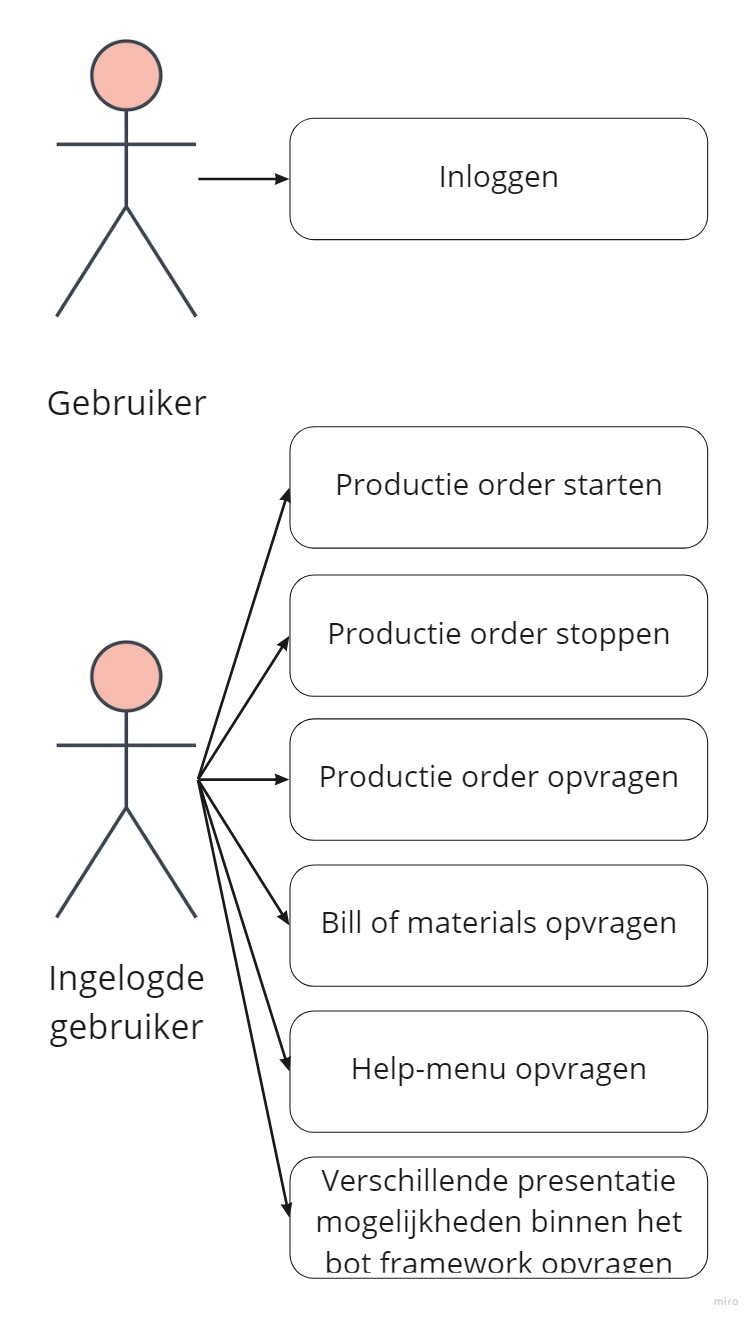 Inloggen
Gebruiker
Productie order starten
Productie order stoppen
Productie order opvragen
Bill of materials opvragen
Ingelogde
gebruiker
Help-menu opvragen
Verschillende presentatie
mogelijkheden binnen het
bot framework opvragen
miro